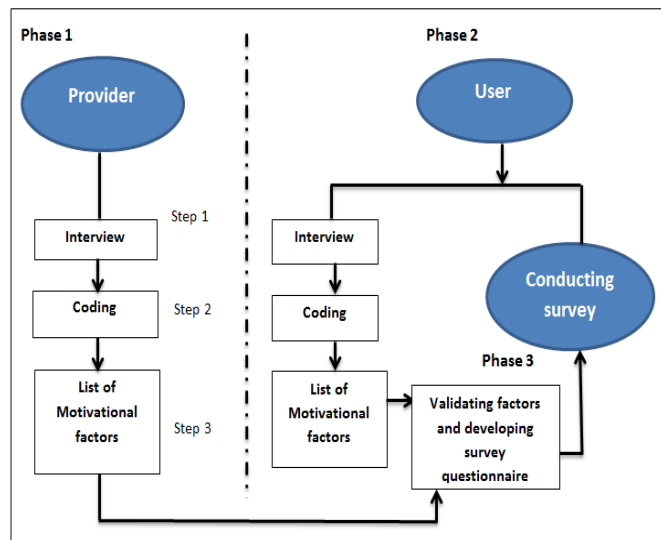 Phase 1
Provider
Step 1
Interview
Coding
Step 2
List of
Motivational
factors
Step 3
Phase 2
User
Interview
Coding
List of
Motivational
factors
Conducting
survey
Phase 3
Validating factors
and developing
survey
questionnaire